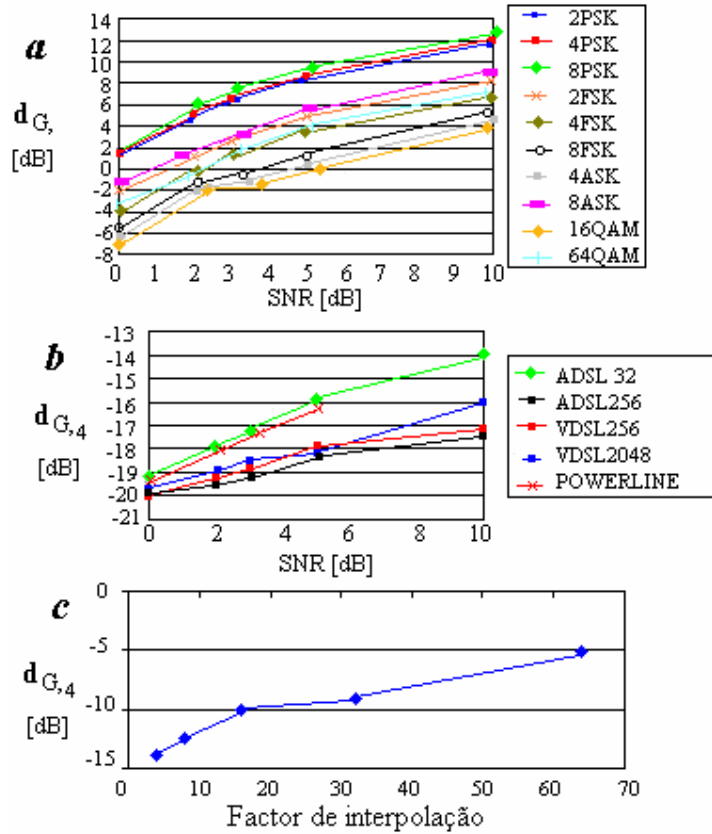 a
d G,
[dB]
14
12
10
8
6
4
2
0
-2
-4
-6
-8
0 1 2 3 4 5 6 7 8 9 10
SNR [dB]
2PSK
4PSK
8PSK
2FSK
4FSK
8FSK
4ASK
8ASK
16QAM
64QAM
b
d G,4
[dB]
-13
-14
-15
-16
-17
-18
-19
-20
-21
0 2 4 6 8 10
SNR [dB]
ADSL 32
ADSL256
VDSL256
VDSL2048
POWERLINE
c
d G,4
[dB]
0
-5
-10
-15
0 10 20 30 40 50 60 70
Factor de interpolação